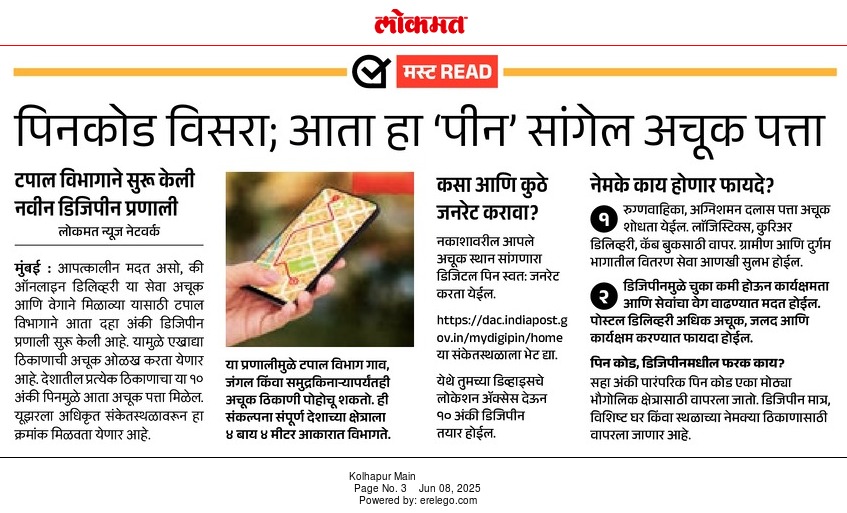 लोकमत
मस्ट READ
पिनकोड विसरा; आता हा ‘पीन’ सांगेल अचूक पत्ता
टपाल विभागाने सुरू केली
नवीन डिजिपीन प्रणाली
लोकमत न्यूज नेटवर्क
मुंबई : आपत्कालीन मदत असो, की
ऑनलाइन डिलिव्हरी या सेवा अचूक
आणि वेगाने मिळाव्या यासाठी टपाल
विभागाने आता दहा अंकी डिजिपीन
प्रणाली सुरू केली आहे. यामुळे एखाद्या
ठिकाणाची अचूक ओळख करता येणार
आहे. देशातील प्रत्येक ठिकाणाचा या १०
अंकी पिनमुळे आता अचूक पत्ता मिळेल.
यूझरला अधिकृत संकेतस्थळावरून हा
क्रमांक मिळवता येणार आहे.
या प्रणालीमुळे टपाल विभाग गाव,
जंगल किंवा समुद्रकिनाऱ्यापर्यंतही
अचूक ठिकाणी पोहोचू शकतो. ही
संकल्पना संपूर्ण देशाच्या क्षेत्राला
४ बाय ४ मीटर आकारात विभागते.
कसा आणि कुठे
जनरेट करावा?
नकाशावरील आपले
अचूक स्थान सांगणारा
डिजिटल पिन स्वत: जनरेट
करता येईल.
https://dac.indiapost.g
ov.in/mydigipin/home
या संकेतस्थळाला भेट द्या.
येथे तुमच्या डिव्हाइसचे
लोकेशन ॲक्सेस देऊन
१० अंकी डिजिपीन
तयार होईल.
नेमके काय होणार फायदे?
१ रुग्णवाहिका, अग्निशमन दलास पत्ता अचूक
शोधता येईल. लॉजिस्टिक्स, कुरिअर
डिलिव्हरी, कॅब बुकसाठी वापर. ग्रामीण आणि दुर्गम
भागातील वितरण सेवा आणखी सुलभ होईल.
२ डिजिपीनमुळे चुका कमी होऊन कार्यक्षमता
आणि सेवांचा वेग वाढण्यात मदत होईल.
पोस्टल डिलिव्हरी अधिक अचूक, जलद आणि
कार्यक्षम करण्यात फायदा होईल.
पिन कोड, डिजिपीनमधील फरक काय?
सहा अंकी पारंपरिक पिन कोड एका मोठ्या
भौगोलिक क्षेत्रासाठी वापरला जातो. डिजिपीन मात्र,
विशिष्ट घर किंवा स्थळाच्या नेमक्या ठिकाणासाठी
वापरला जाणार आहे.
Kolhapur Main
Page No. 3 Jun 08, 2025
Powered by: erelego.com